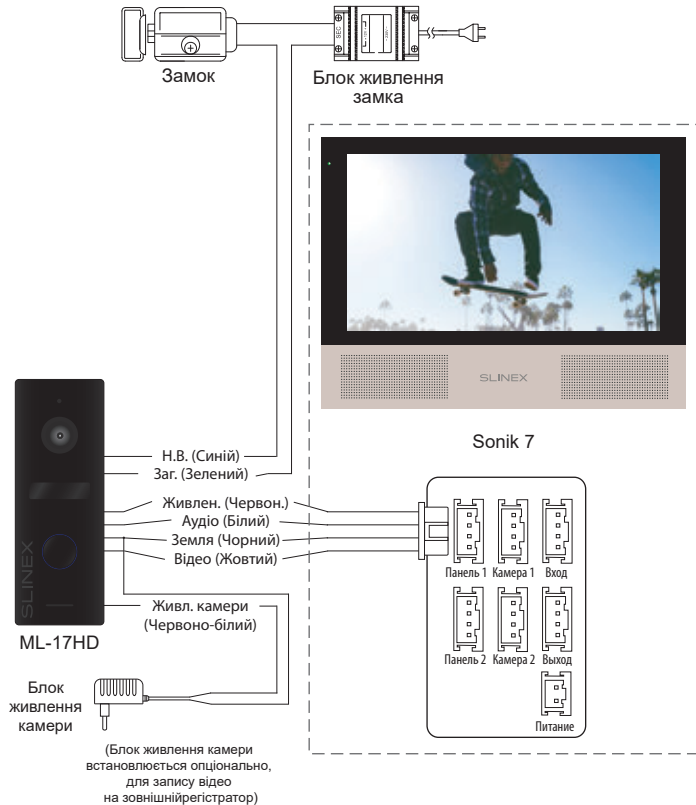 Замок
Блок живлення
замка
SEC
SLINEX
Sonik 7
Н.В. (Синій)
Заг. (Зелений)
Живлен. (Червон.)
Аудіо (Білий)
Земля (Чорний)
Відео (Жовтий)
Живл. камери
(Червоно-білий)
SLINEX
ML-17HD
Панель 1 Камера 1 Вход
Панель 2 Камера 2 Выход
Питание
Блок
живлення
камери
(Блок живлення камери
встановлюється опціонально,
для запису відео
на зовнішнійрегістратор)